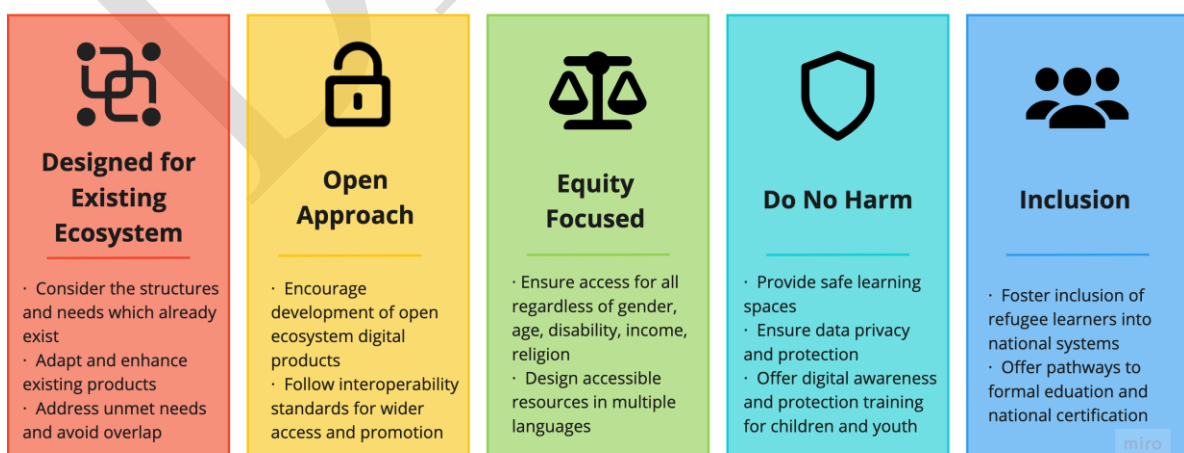 Designed for
Existing
Ecosystem
· Consider the structures
and needs which already
exist
· Adapt and enhance
existing products
· Address unmet needs
and avoid overlap
Open
Approach
· Encourage
development of open
ecosystem digital
products
· Follow interoperability
standards for wider
access and promotion
Equity
Focused
· Ensure access for all
regardless of gender,
age, disability, income,
religion
· Design accessible
resources in multiple
languages
Do No Harm
· Provide safe learning
spaces
· Ensure data privacy
and protection
· Offer digital awareness
and protection training
for children and youth
Inclusion
· Foster inclusion of
refugee learners into
national systems
· Offer pathways to
formal eduation and
national certification
miro